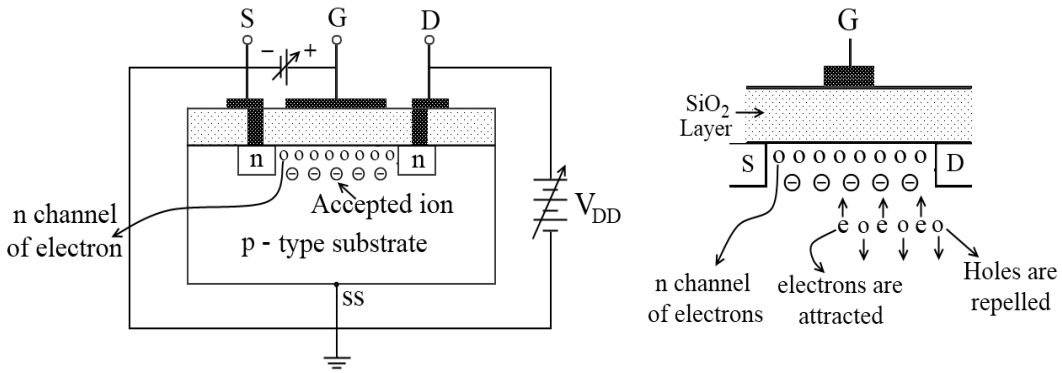 S G D
− +
n o o o o o o o o n
⊖ ⊖ ⊖ ⊖ ⊖
Accepted ion
n channel
of electron
p - type substrate
V_DD
SS
G
SiO₂
Layer
S o o o o o o o o D
⊖ ⊖ ⊖ ⊖ ⊖
e o e o e o
n channel
of electrons
electrons are
attracted
Holes are
repelled